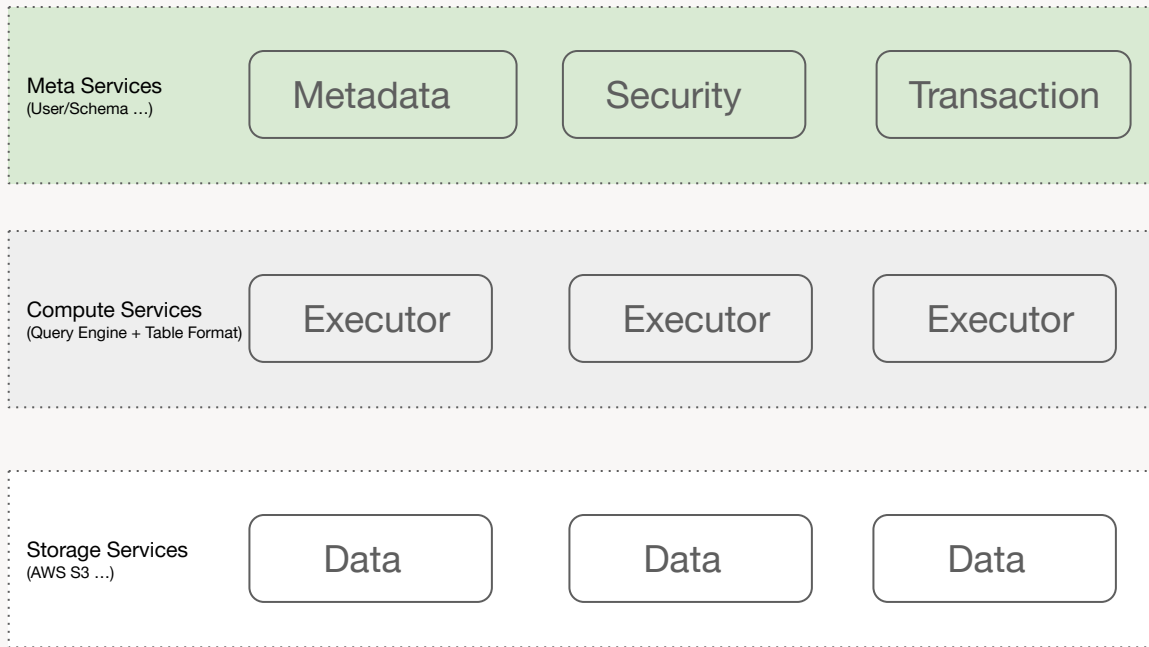 Meta Services
(User/Schema ...)
Metadata
Security
Transaction
Compute Services
(Query Engine + Table Format)
Executor
Executor
Executor
Storage Services
(AWS S3 ...)
Data
Data
Data